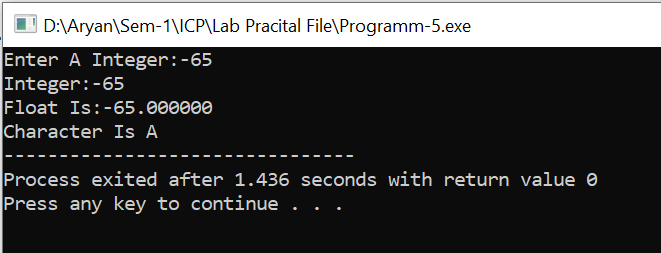 D:\Aryan\Sem-1\ICP\Lab Pracital File\Programm-5.exe
Enter A Integer:-65
Integer:-65
Float Is:-65.000000
Character Is A
--------------------------------
Process exited after 1.436 seconds with return value 0
Press any key to continue . . .